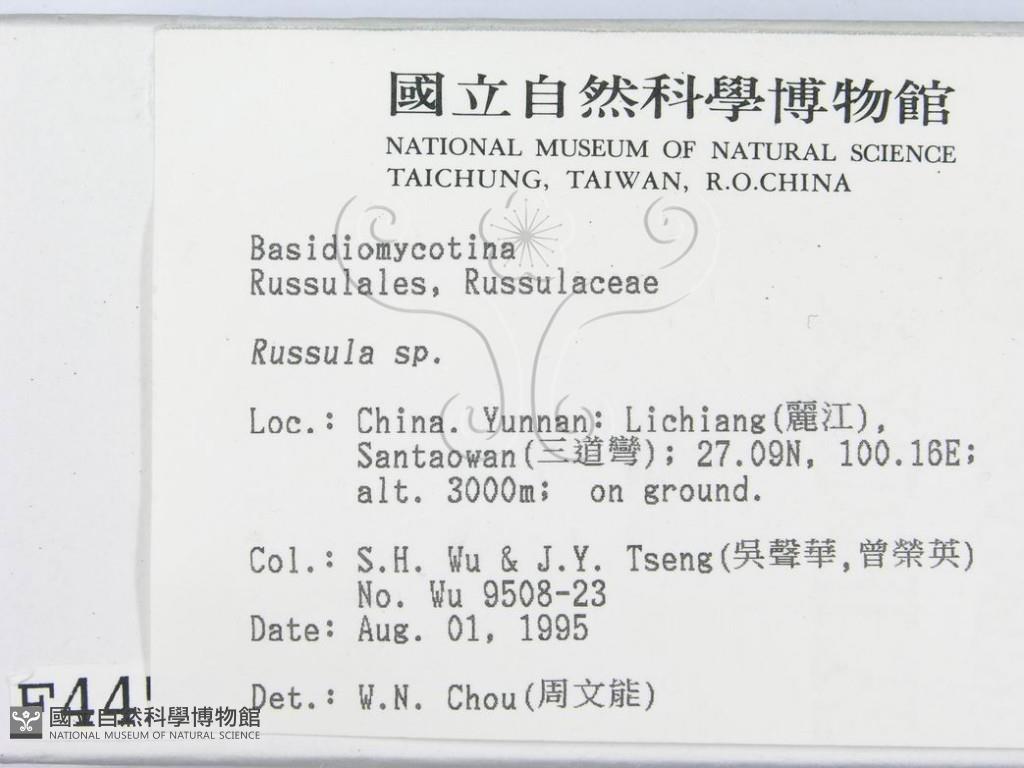 國立自然科學博物館
NATIONAL MUSEUM OF NATURAL SCIENCE
TAICHUNG, TAIWAN, R.O.CHINA
Basidiomycotina
Russulales, Russulaceae
Russula sp.
Loc.: China. Yunnan: Lichiang(麗江),
Santaowan(三道彎); 27.09N, 100.16E;
alt. 3000m; on ground.
Col.: S.H. Wu & J.Y. Tseng(吳聲華,曾榮英)
No. Wu 9508-23
Date: Aug. 01, 1995
Det.: W.N. Chou(周文能)
國立自然科學博物館
NATIONAL MUSEUM OF NATURAL SCIENCE